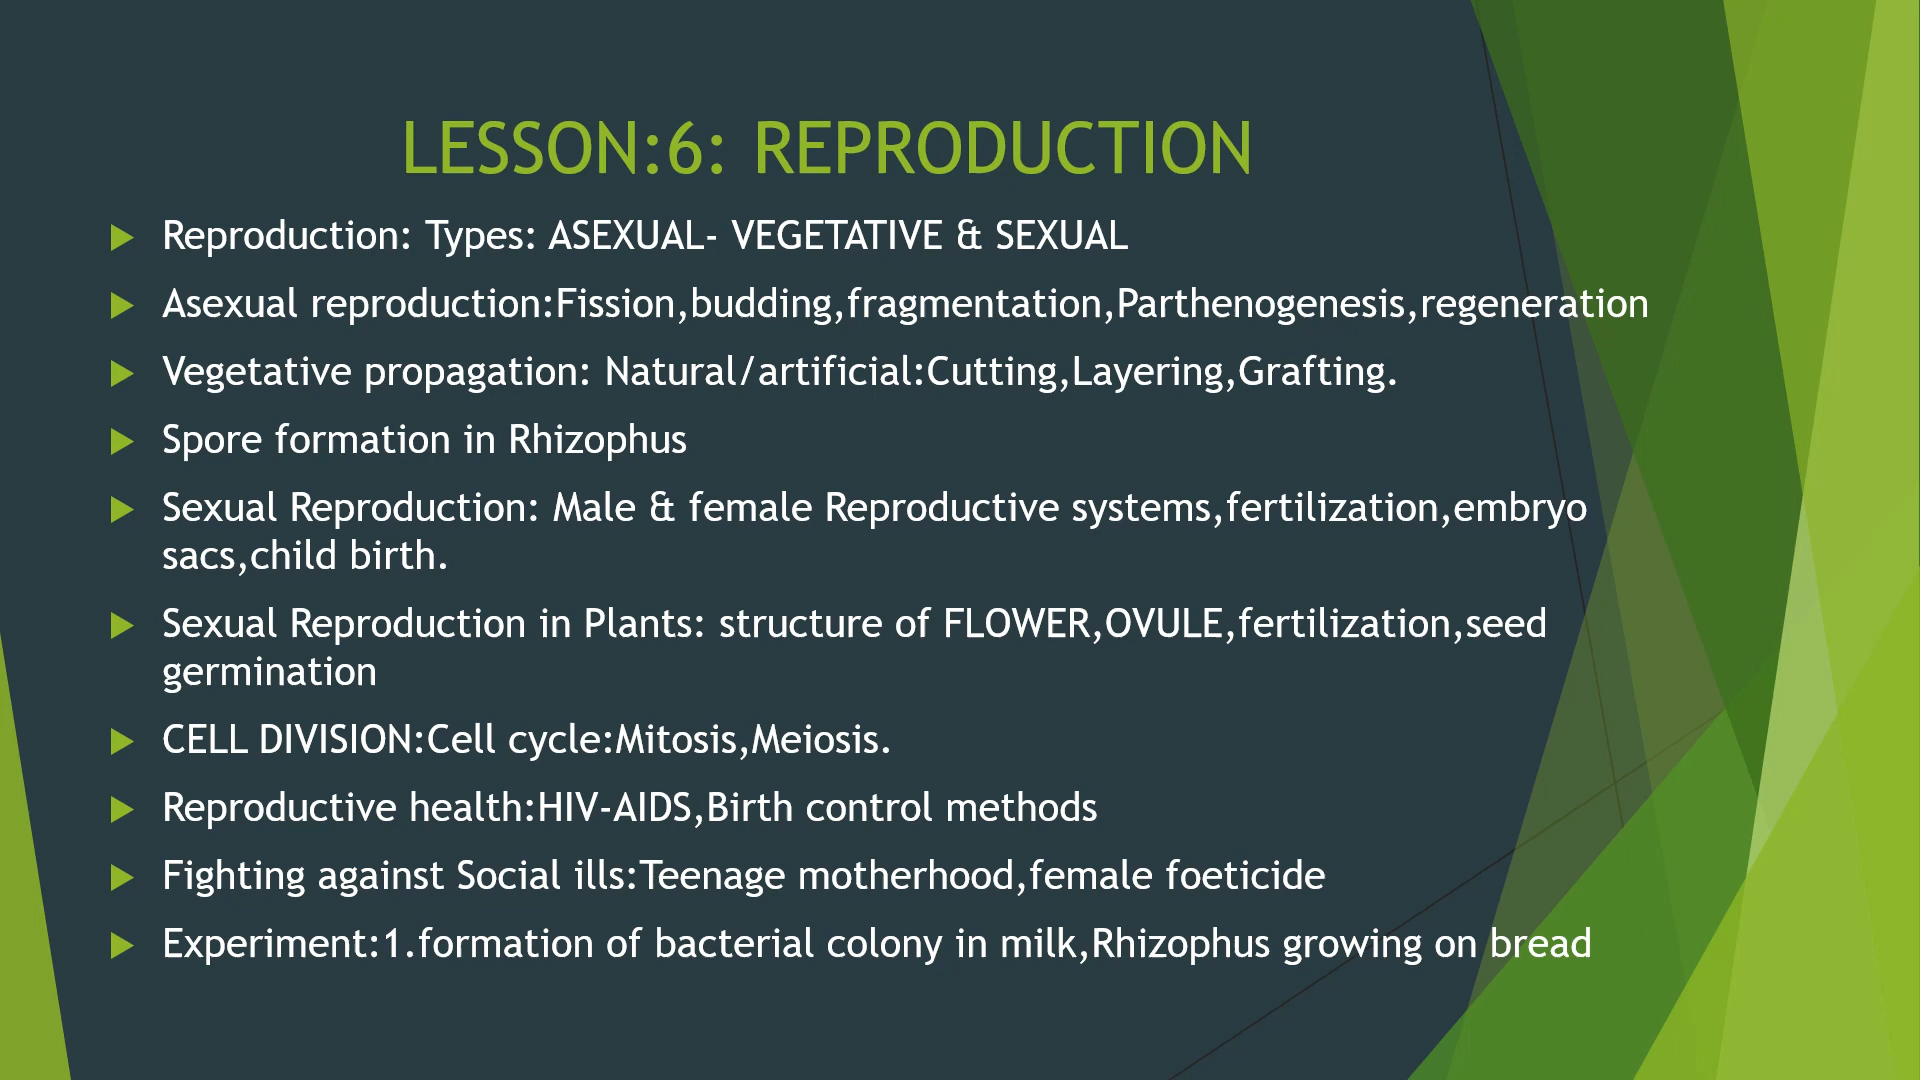 LESSON:6: REPRODUCTION
Reproduction: Types: ASEXUAL- VEGETATIVE & SEXUAL
Asexual reproduction:Fission,budding,fragmentation,Parthenogenesis,regeneration
Vegetative propagation: Natural/artificial:Cutting,Layering,Grafting.
Spore formation in Rhizophus
Sexual Reproduction: Male & female Reproductive systems,fertilization,embryo
sacs,child birth.
Sexual Reproduction in Plants: structure of FLOWER,OVULE,fertilization,seed
germination
CELL DIVISION:Cell cycle:Mitosis,Meiosis.
Reproductive health:HIV-AIDS,Birth control methods
Fighting against Social ills:Teenage motherhood,female foeticide
Experiment:1.formation of bacterial colony in milk,Rhizophus growing on bread